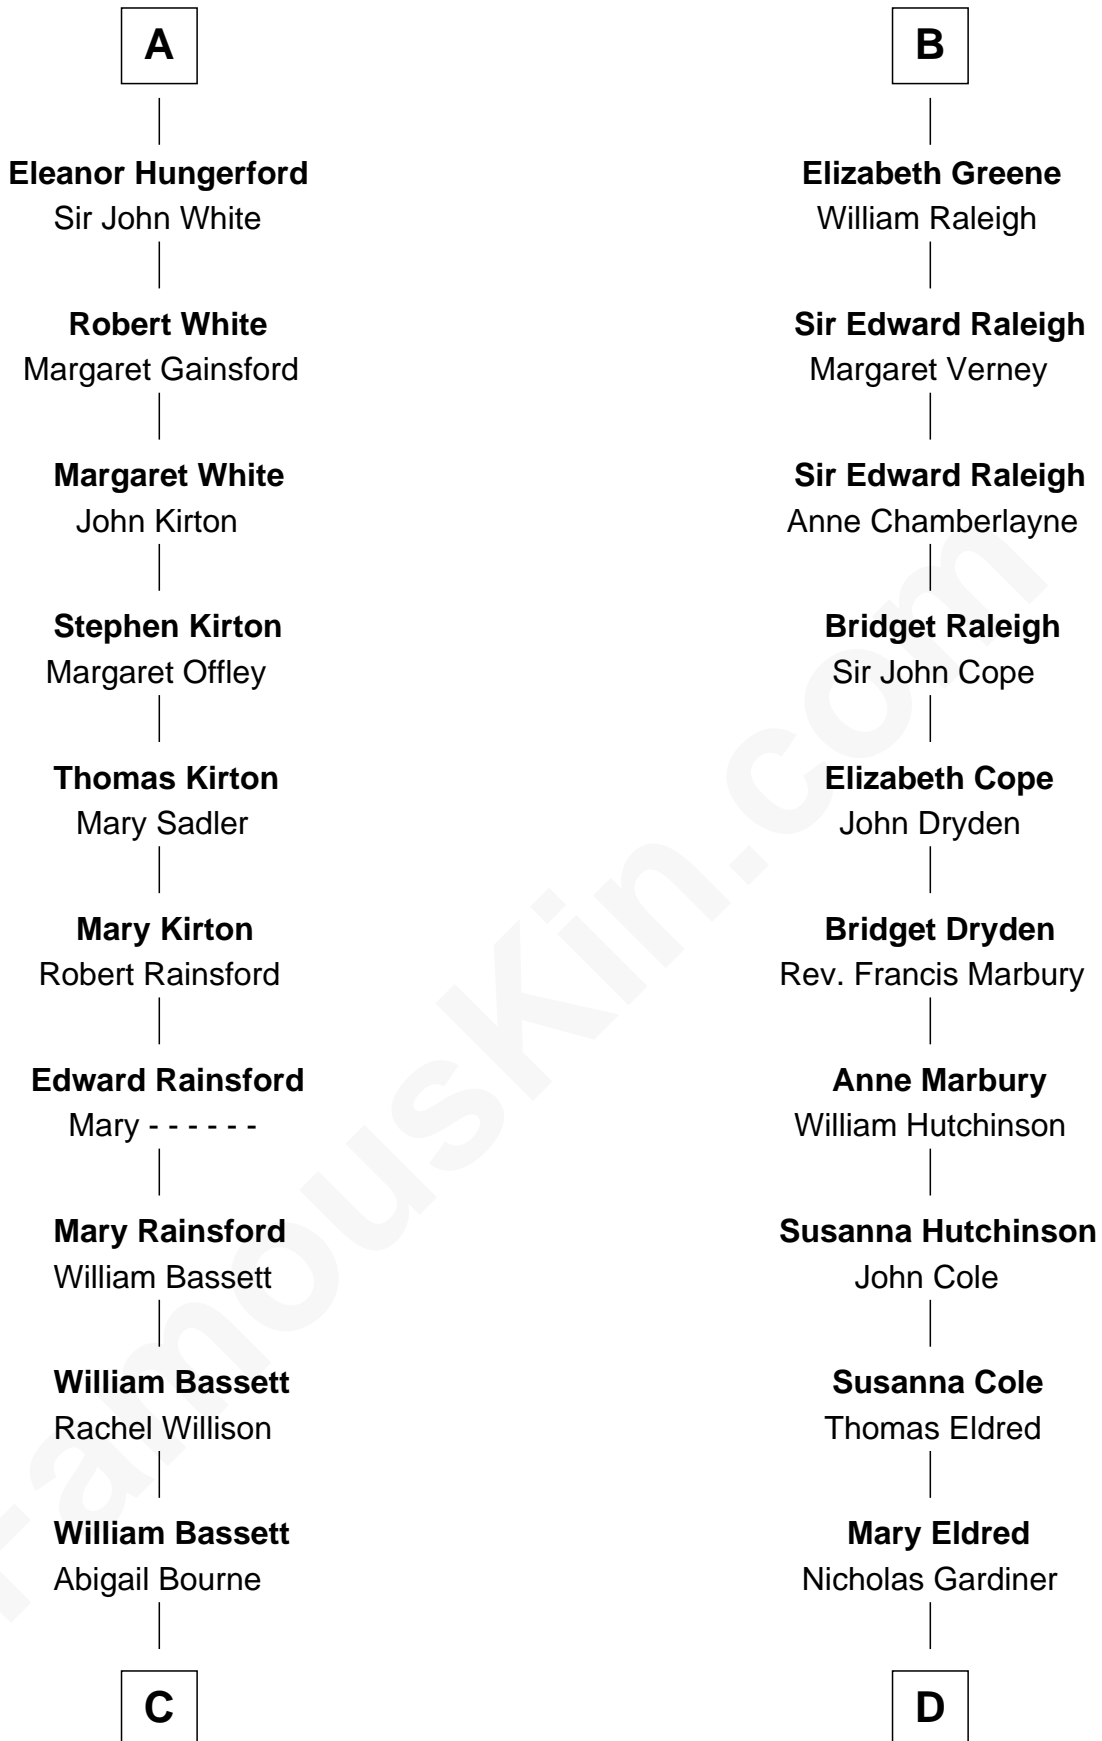 A
Eleanor Hungerford
Sir John White
Robert White
Margaret Gainsford
Margaret White
John Kirton
Stephen Kirton
Margaret Offley
Thomas Kirton
Mary Sadler
Mary Kirton
Robert Rainsford
Edward Rainsford
Mary - - - - - -
Mary Rainsford
William Bassett
William Bassett
Rachel Willison
William Bassett
Abigail Bourne
C
B
Elizabeth Greene
William Raleigh
Sir Edward Raleigh
Margaret Verney
Sir Edward Raleigh
Anne Chamberlayne
Bridget Raleigh
Sir John Cope
Elizabeth Cope
John Dryden
Bridget Dryden
Rev. Francis Marbury
Anne Marbury
William Hutchinson
Susanna Hutchinson
John Cole
Susanna Cole
Thomas Eldred
Mary Eldred
Nicholas Gardiner
D
FamousKin.com